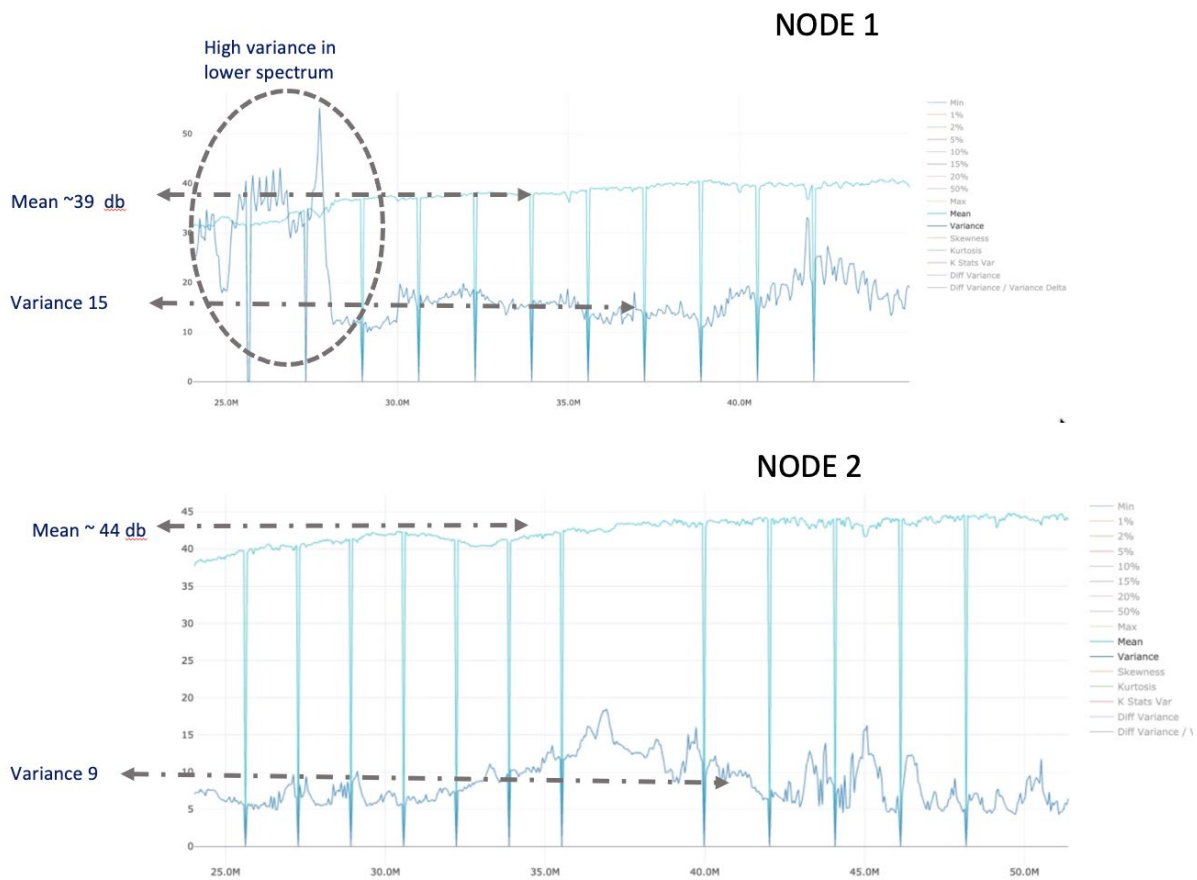 NODE 1
High variance in
lower spectrum
Mean ~39 db
Variance 15
50
40
30
20
10
0
25.0M
30.0M
35.0M
40.0M
Min
1%
2%
5%
10%
15%
20%
50%
Max
Mean
Variance
Skewness
Kurtosis
K Stats Var
Diff Variance
Diff Variance / Variance Delta
NODE 2
Mean ~ 44 db
Variance 9
45
40
35
30
25
20
15
10
5
0
25.0M
30.0M
35.0M
40.0M
45.0M
50.0M
Min
1%
2%
5%
10%
15%
20%
50%
Max
Mean
Variance
Skewness
Kurtosis
K Stats Var
Diff Variance
Diff Variance / V